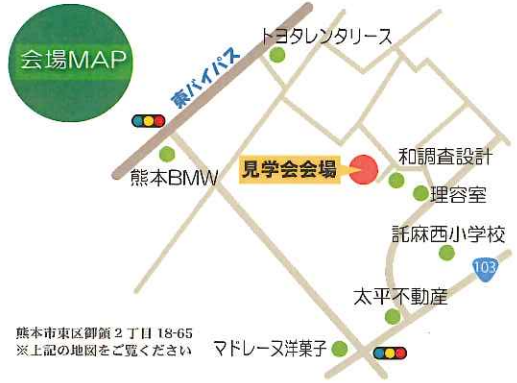 会場MAP
トヨタレンタリース
東バイパス
熊本BMW
見学会会場
和調査設計
理容室
託麻西小学校
103
太平不動産
マドレーヌ洋菓子
熊本市東区御領2丁目18-65
※上記の地図をご覧ください